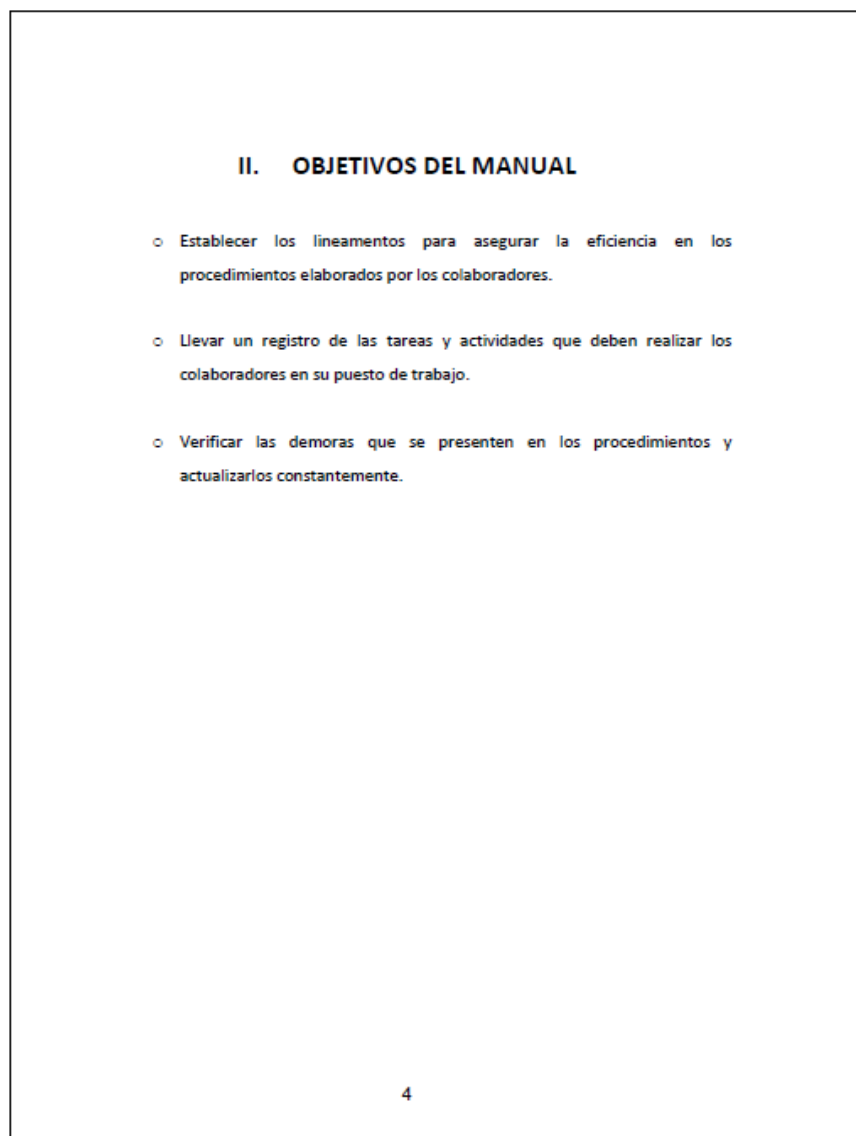 II. OBJETIVOS DEL MANUAL
o Establecer los lineamentos para asegurar la eficiencia en los
procedimientos elaborados por los colaboradores.
o Llevar un registro de las tareas y actividades que deben realizar los
colaboradores en su puesto de trabajo.
o Verificar las demoras que se presenten en los procedimientos y
actualizarlos constantemente.
4